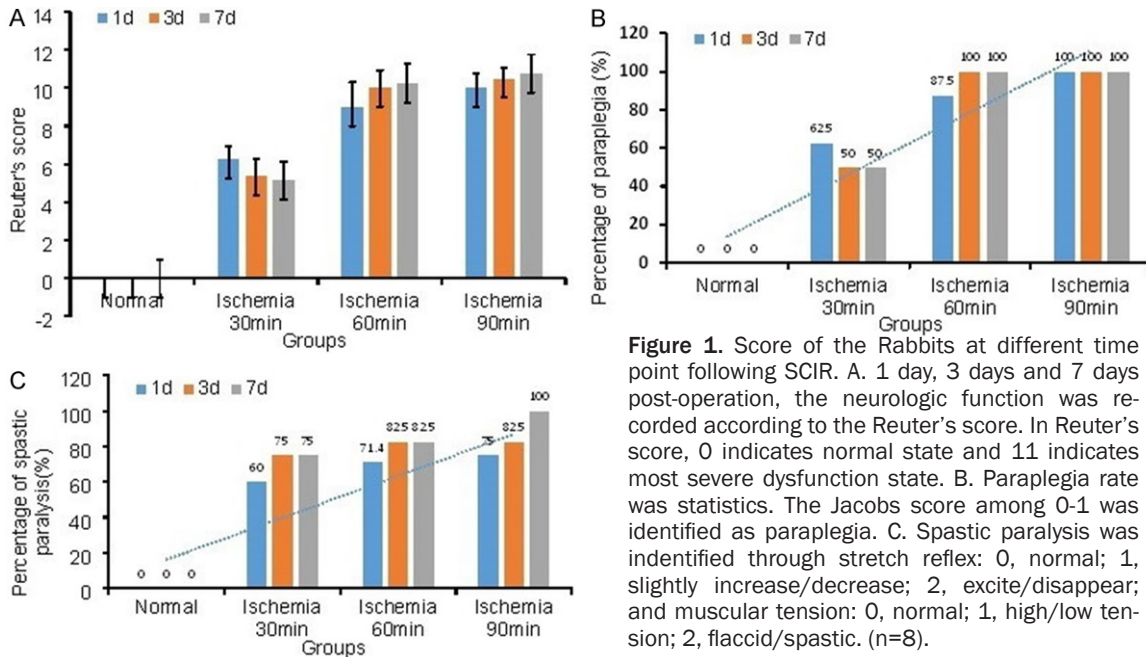 A
1d 3d 7d
14
12
10
8
6
4
2
0
-2
Reuter's score
Normal
Ischemia 30min
Ischemia 60min
Ischemia 90min
Groups
B
1d 3d 7d
120
100
80
60
40
20
0
Percentage of paraplegia (%)
0 0 0
625 50 50
87.5 100 100
100 100 100
Normal
Ischemia 30min
Ischemia 60min
Ischemia 90min
Groups
C
1d 3d 7d
120
100
80
60
40
20
0
Percentage of spastic
paralysis(%)
0 0 0
60 75 75
71.4 825 825
75 825 100
Normal
Ischemia 30min
Ischemia 60min
Ischemia 90min
Groups
Figure 1. Score of the Rabbits at different time
point following SCIR. A. 1 day, 3 days and 7 days
post-operation, the neurologic function was re-
corded according to the Reuter's score. In Reuter's
score, 0 indicates normal state and 11 indicates
most severe dysfunction state. B. Paraplegia rate
was statistics. The Jacobs score among 0-1 was
identified as paraplegia. C. Spastic paralysis was
indentified through stretch reflex: 0, normal; 1,
slightly increase/decrease; 2, excite/disappear;
and muscular tension: 0, normal; 1, high/low ten-
sion; 2, flaccid/spastic. (n=8).